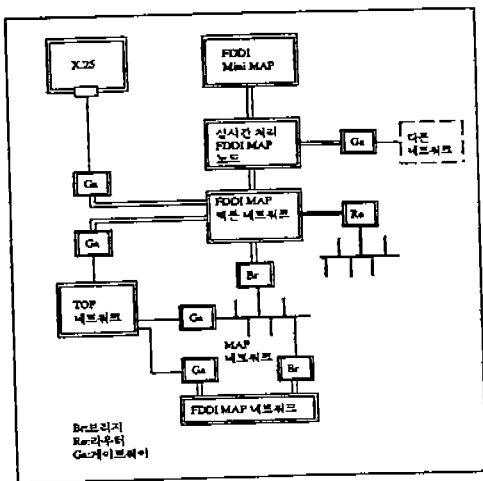 X.25
FDDI
Mini MAP
실시간 처리
FDDI MAP
노드
Ga
다른
네트워크
Ga
FDDI MAP
백본 네트워크
Ro
Ga
Br
TOP
네트워크
Ga
MAP
네트워크
Ga
Br
FDDI MAP 네트워크
Br:브리지
Ro:라우터
Ga:게이트웨이